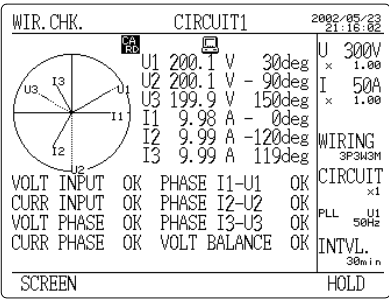 WIR.CHK. CIRCUIT1 2002/05/23
21:16:02
CA
RD
U1 200.1 V 30deg
U2 200.1 V - 90deg
U3 199.9 V 150deg
I1 9.98 A - 0deg
I2 9.99 A -120deg
I3 9.99 A 119deg
U3
I3
U1
I1
I2
U2
VOLT INPUT OK PHASE I1-U1 OK
CURR INPUT OK PHASE I2-U2 OK
VOLT PHASE OK PHASE I3-U3 OK
CURR PHASE OK VOLT BALANCE OK
U 300V
× 1.00
I 50A
× 1.00
WIRING
3P3W3M
CIRCUIT
×1
PLL U1
50Hz
INTVL.
30min
SCREEN HOLD